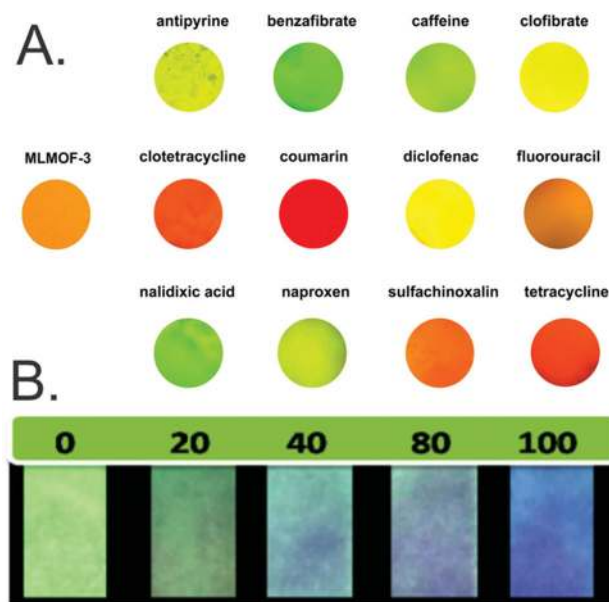 A.
antipyrine benzafibrate caffeine clofibrate
MLMOF-3 clotetracycline coumarin diclofenac fluorouracil
nalidixic acid naproxen sulfachinoxalin tetracycline
B.
0 20 40 80 100